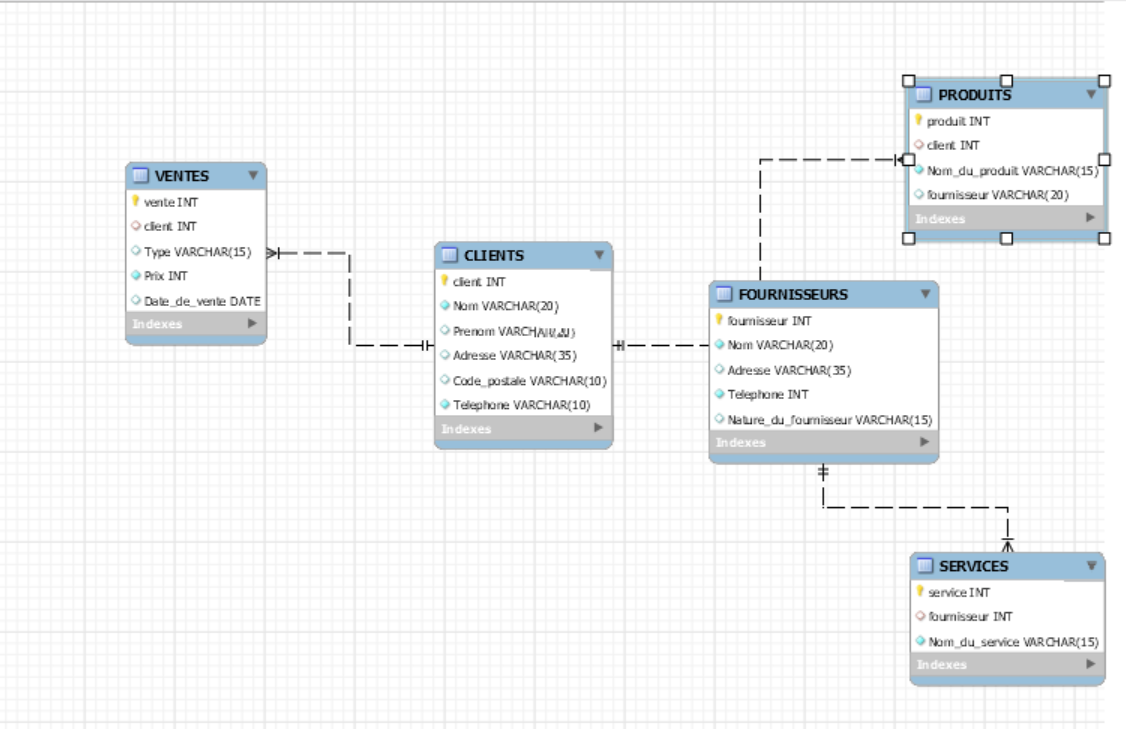 VENTES
vente INT
client INT
Type VARCHAR(15)
Prix INT
Date_de_vente DATE
Indexes
CLIENTS
client INT
Nom VARCHAR(20)
Prenom VARCHAR(20)
Adresse VARCHAR(35)
Code_postale VARCHAR(10)
Telephone VARCHAR(10)
Indexes
FOURNISSEURS
fournisseur INT
Nom VARCHAR(20)
Adresse VARCHAR(35)
Telephone INT
Nature_du_fournisseur VARCHAR(15)
Indexes
PRODUITS
produit INT
client INT
Nom_du_produit VARCHAR(15)
fournisseur VARCHAR(20)
Indexes
SERVICES
service INT
fournisseur INT
Nom_du_service VARCHAR(15)
Indexes